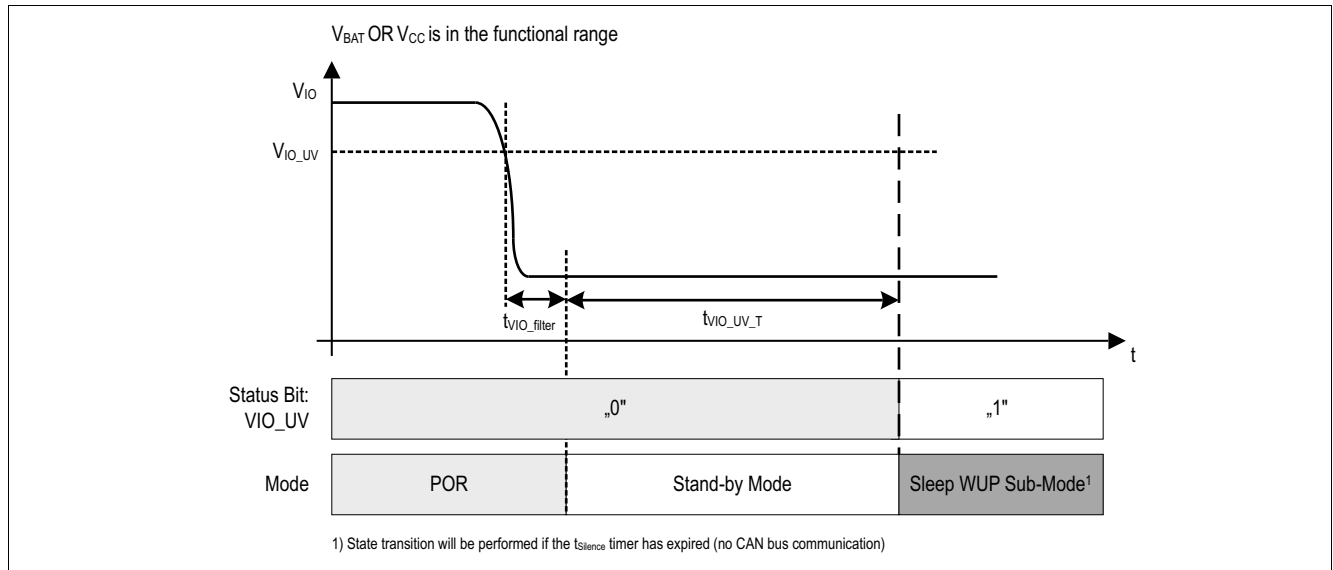 VBAT OR VCC is in the functional range
VIO
VIO_UV
tVIO_filter
tVIO_UV_T
t
Status Bit:
VIO_UV
„0"
„1"
Mode
POR
Stand-by Mode
Sleep WUP Sub-Mode1
1) State transition will be performed if the tSilence timer has expired (no CAN bus communication)